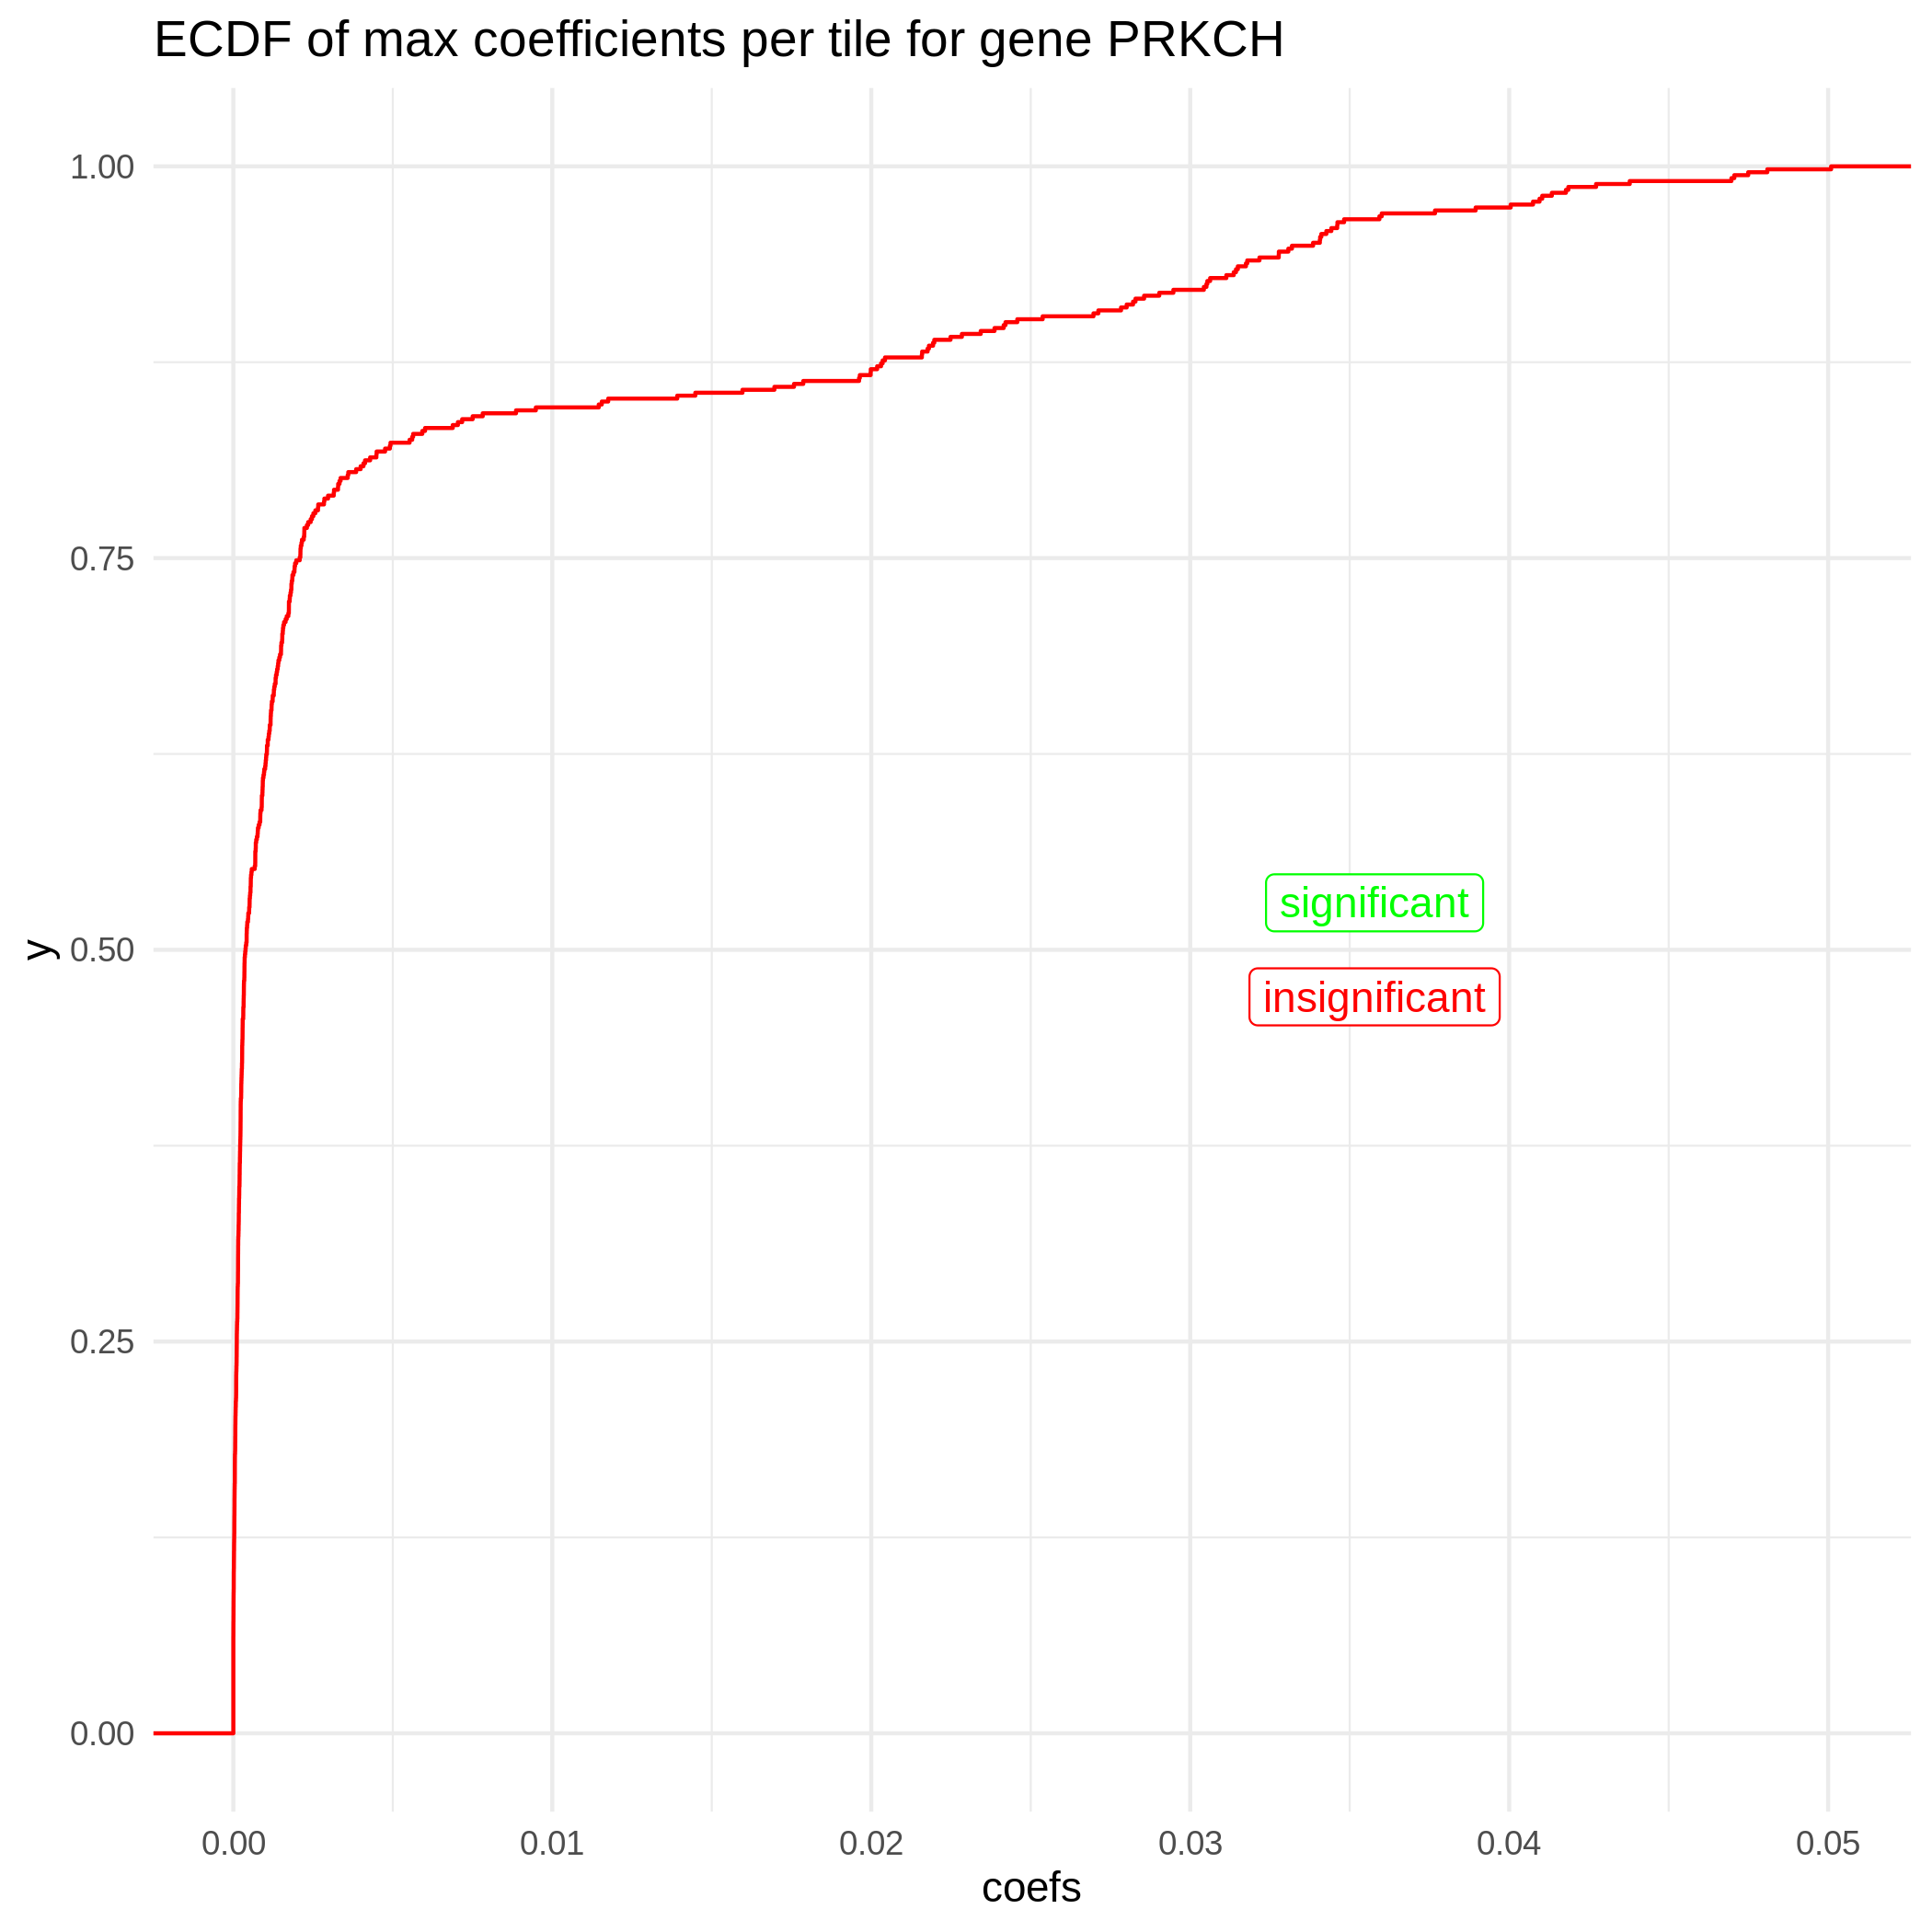 ECDF of max coefficients per tile for gene PRKCH
1.00
0.75
0.50
0.25
0.00
y
significant
insignificant
0.00 0.01 0.02 0.03 0.04 0.05
coefs